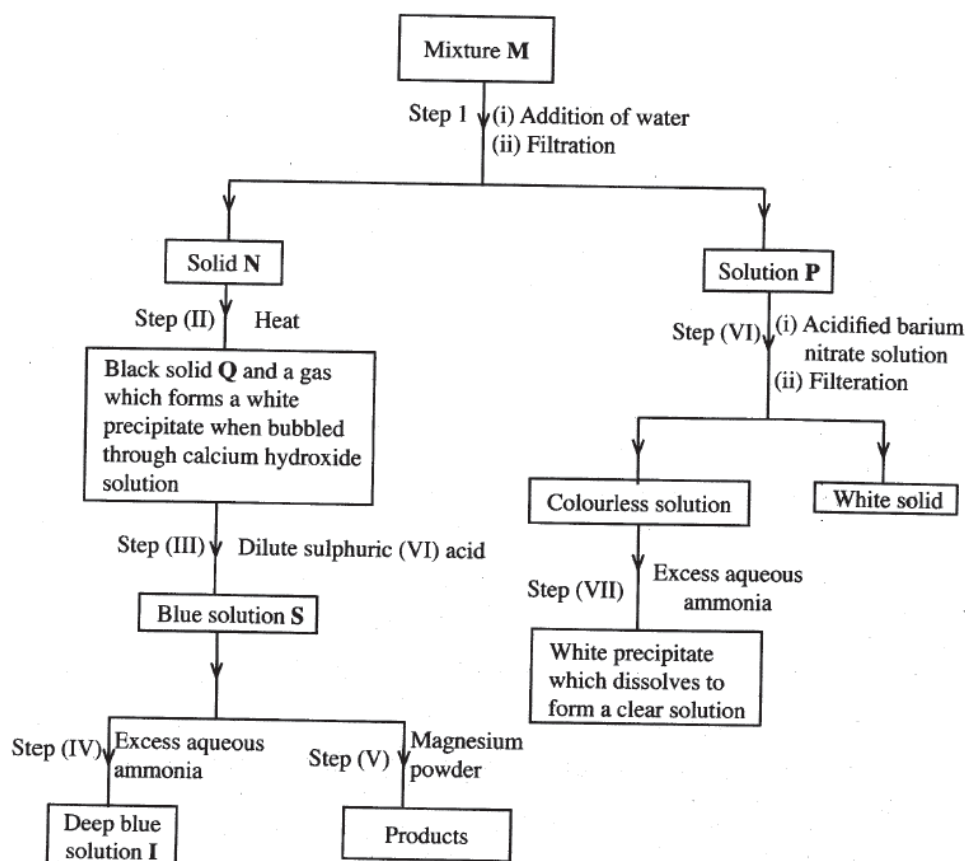 Mixture M
Step 1
(i) Addition of water
(ii) Filtration
Solid N
Solution P
Step (II)
Heat
Step (VI)
(i) Acidified barium
nitrate solution
(ii) Filteration
Black solid Q and a gas
which forms a white
precipitate when bubbled
through calcium hydroxide
solution
Colourless solution
White solid
Step (III)
Dilute sulphuric (VI) acid
Step (VII)
Excess aqueous
ammonia
Blue solution S
White precipitate
which dissolves to
form a clear solution
Step (IV)
Excess aqueous
ammonia
Step (V)
Magnesium
powder
Deep blue
solution I
Products